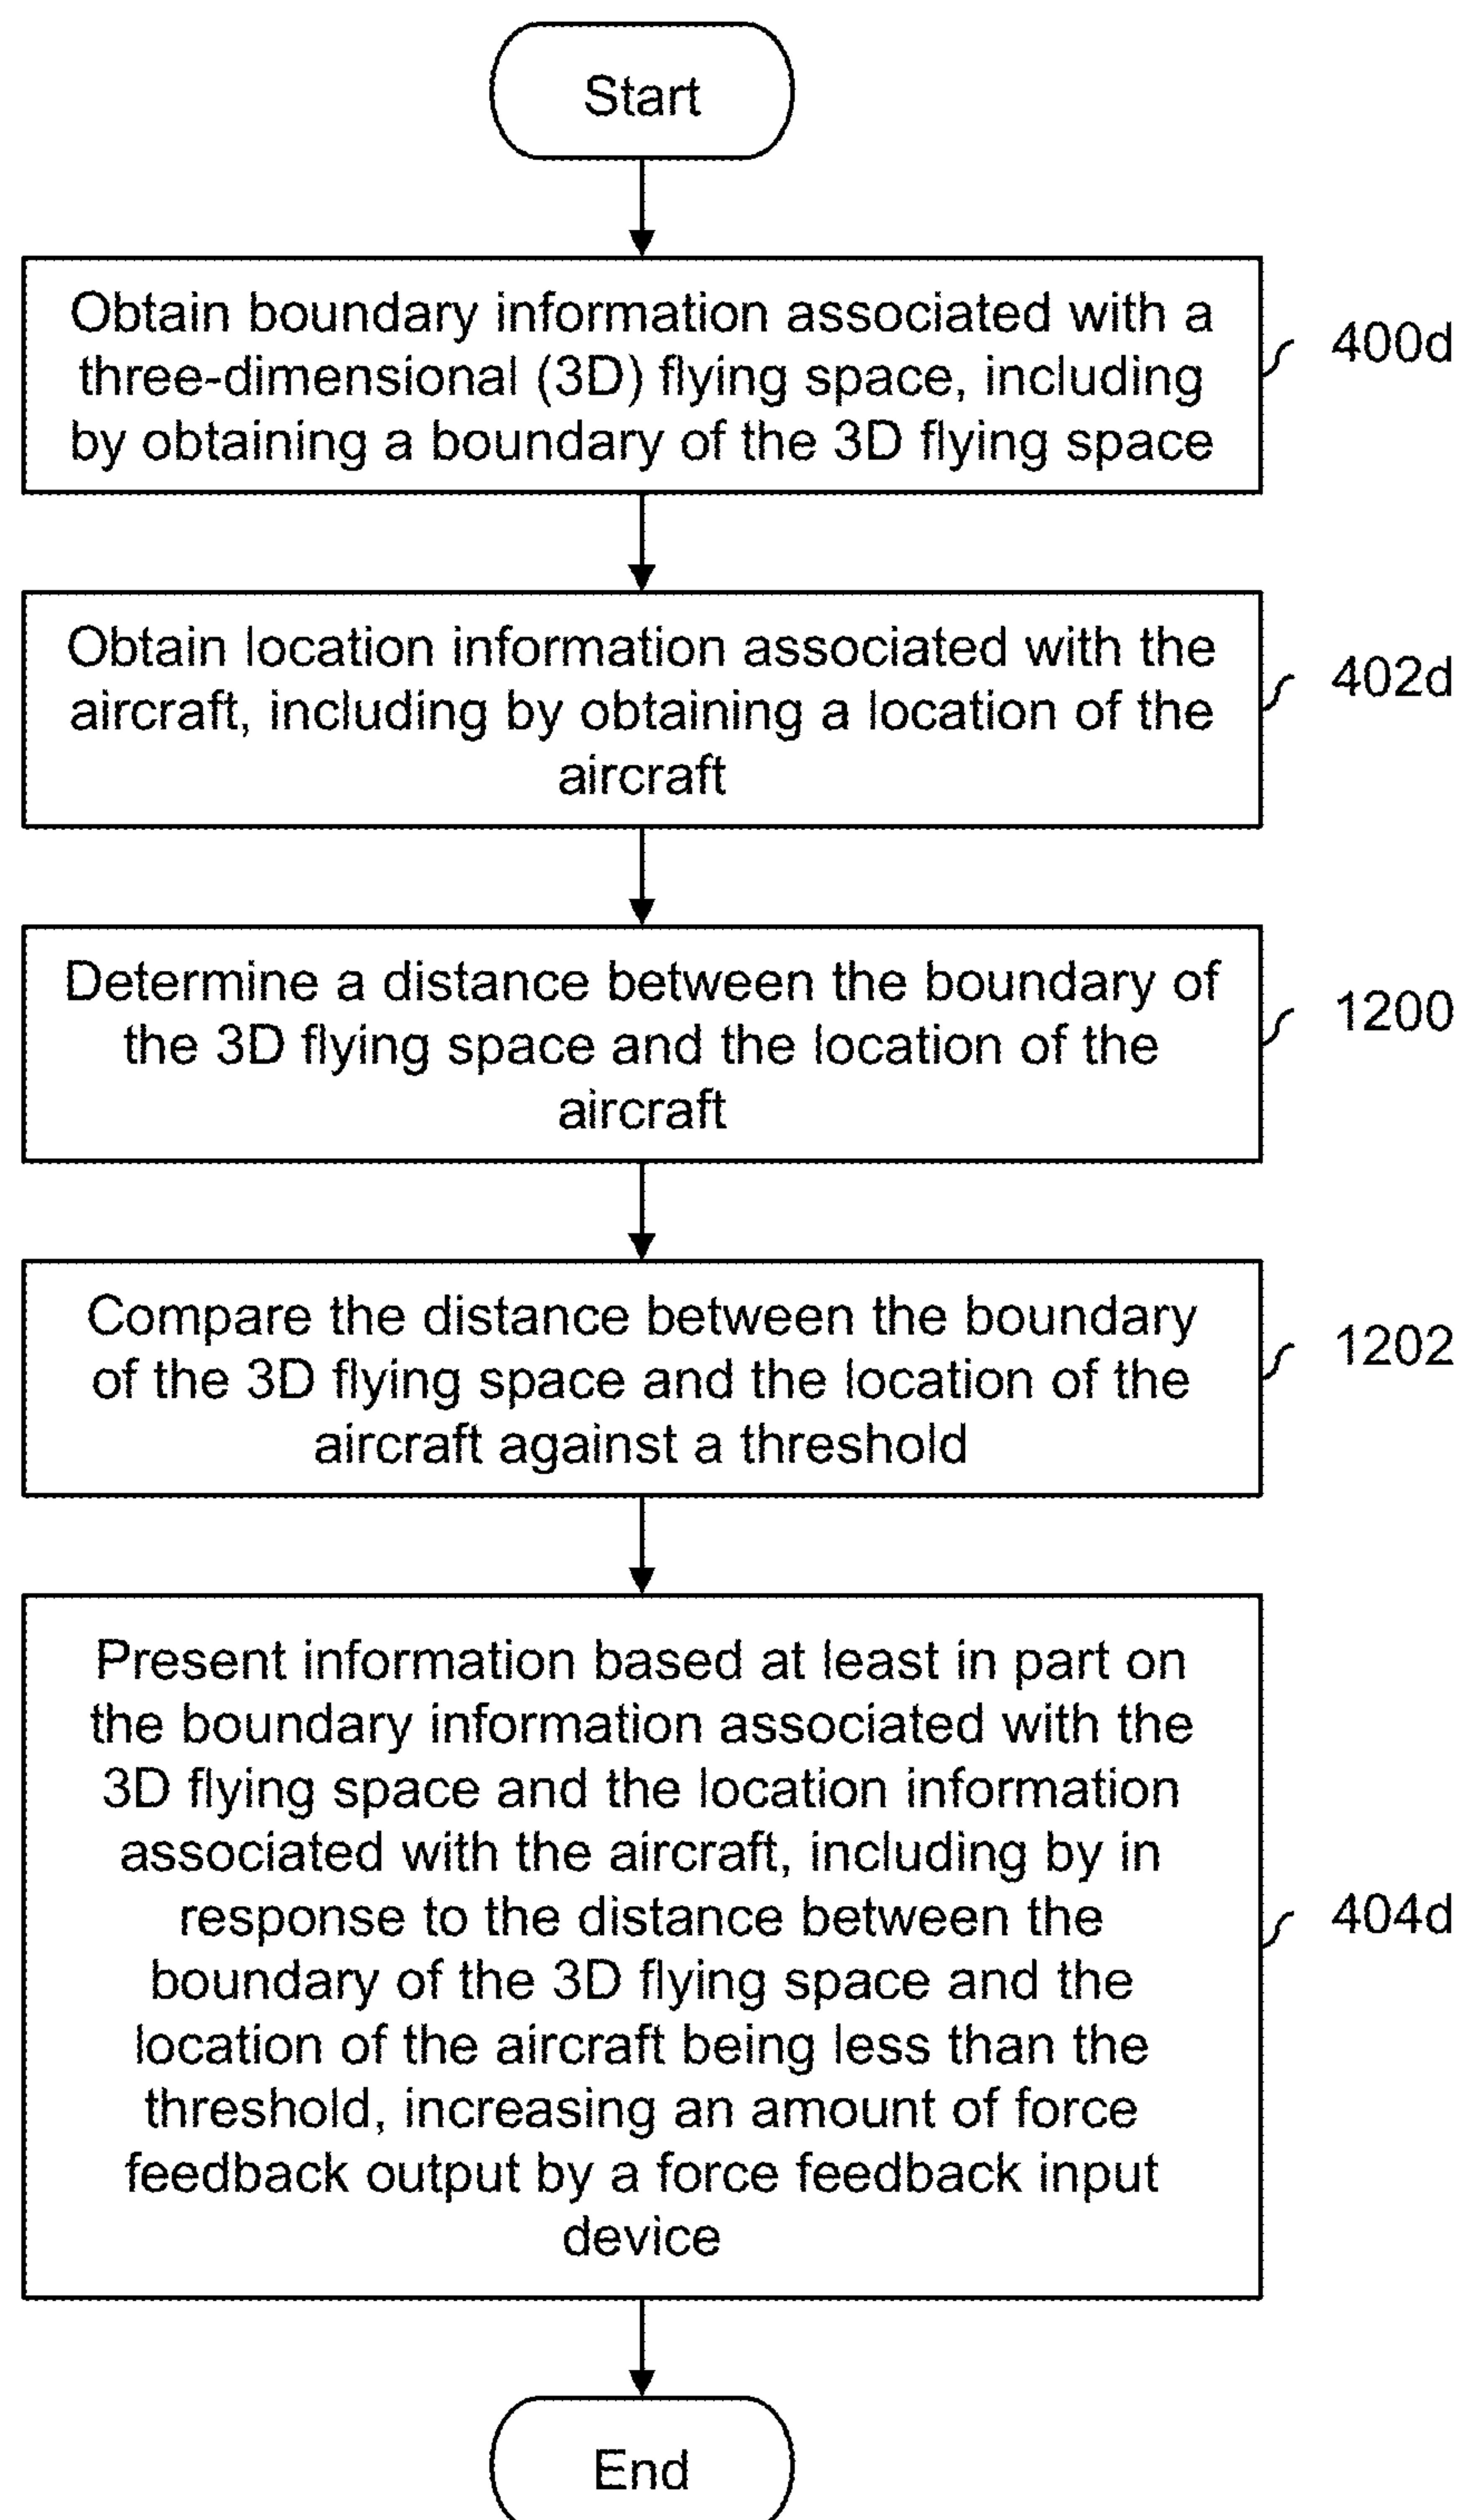 Start
Obtain boundary information associated with a
three-dimensional (3D) flying space, including
by obtaining a boundary of the 3D flying space
400d
Obtain location information associated with the
aircraft, including by obtaining a location of the
aircraft
402d
Determine a distance between the boundary of
the 3D flying space and the location of the
aircraft
1200
Compare the distance between the boundary
of the 3D flying space and the location of the
aircraft against a threshold
1202
Present information based at least in part on
the boundary information associated with the
3D flying space and the location information
associated with the aircraft, including by in
response to the distance between the
boundary of the 3D flying space and the
location of the aircraft being less than the
threshold, increasing an amount of force
feedback output by a force feedback input
device
404d
End